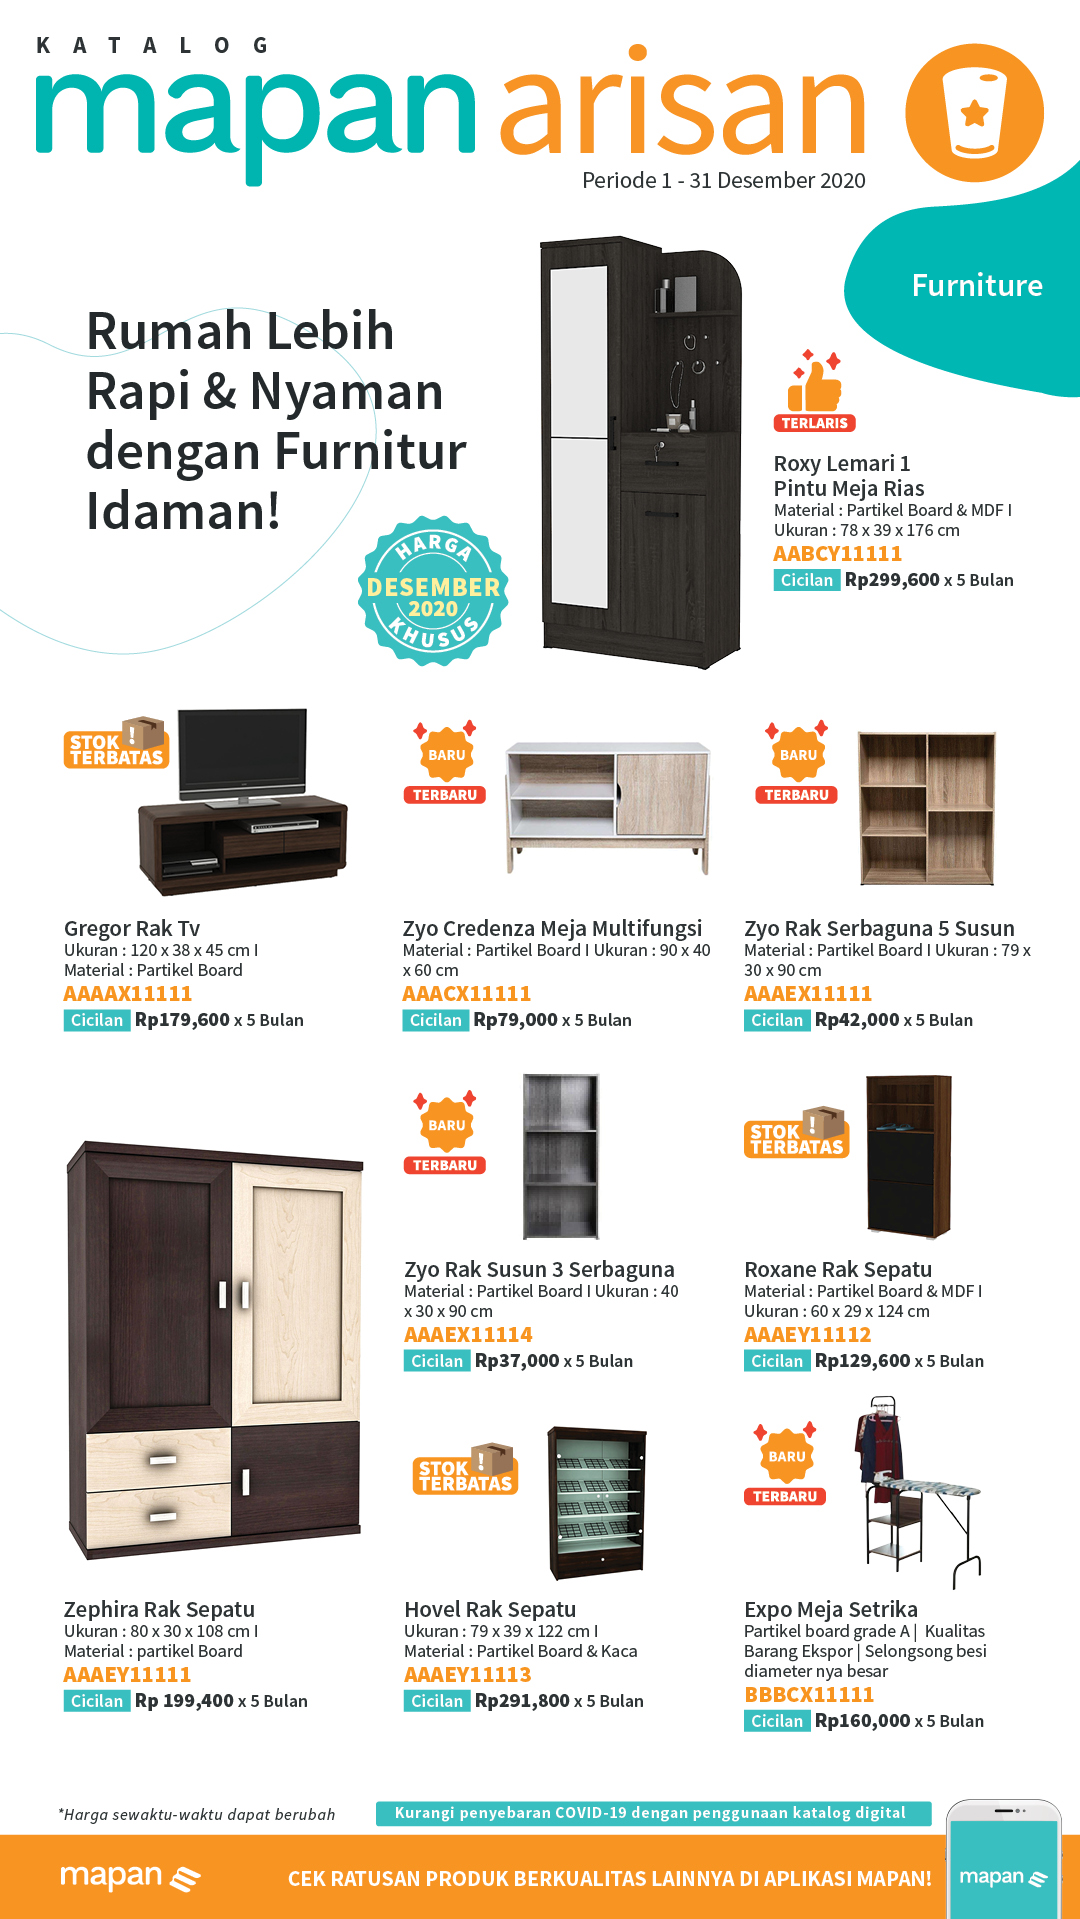 KATALOG
mapan arisan
Periode 1 - 31 Desember 2020
Furniture
Rumah Lebih
Rapi & Nyaman
dengan Furnitur
Idaman!
HARGA
DESEMBER
2020
KHUSUS
TERLARIS
Roxy Lemari 1
Pintu Meja Rias
Material : Partikel Board & MDF I
Ukuran : 78 x 39 x 176 cm
AABCY11111
Cicilan Rp299,600 x 5 Bulan
STOK
TERBATAS
Gregor Rak Tv
Ukuran : 120 x 38 x 45 cm I
Material : Partikel Board
AAAAX11111
Cicilan Rp179,600 x 5 Bulan
BARU
TERBARU
Zyo Credenza Meja Multifungsi
Material : Partikel Board I Ukuran : 90 x 40
x 60 cm
AAACX11111
Cicilan Rp79,000 x 5 Bulan
BARU
TERBARU
Zyo Rak Serbaguna 5 Susun
Material : Partikel Board I Ukuran : 79 x
30 x 90 cm
AAAEX11111
Cicilan Rp42,000 x 5 Bulan
BARU
TERBARU
Zyo Rak Susun 3 Serbaguna
Material : Partikel Board I Ukuran : 40
x 30 x 90 cm
AAAEX11114
Cicilan Rp37,000 x 5 Bulan
STOK
TERBATAS
Roxane Rak Sepatu
Material : Partikel Board & MDF I
Ukuran : 60 x 29 x 124 cm
AAAEY11112
Cicilan Rp129,600 x 5 Bulan
Zephira Rak Sepatu
Ukuran : 80 x 30 x 108 cm I
Material : partikel Board
AAAEY11111
Cicilan Rp 199,400 x 5 Bulan
STOK
TERBATAS
Hovel Rak Sepatu
Ukuran : 79 x 39 x 122 cm I
Material : Partikel Board & Kaca
AAAEY11113
Cicilan Rp291,800 x 5 Bulan
BARU
TERBARU
Expo Meja Setrika
Partikel board grade A | Kualitas
Barang Ekspor | Selongsong besi
diameter nya besar
BBBCX11111
Cicilan Rp160,000 x 5 Bulan
*Harga sewaktu-waktu dapat berubah
Kurangi penyebaran COVID-19 dengan penggunaan katalog digital
mapan
CEK RATUSAN PRODUK BERKUALITAS LAINNYA DI APLIKASI MAPAN!
mapan